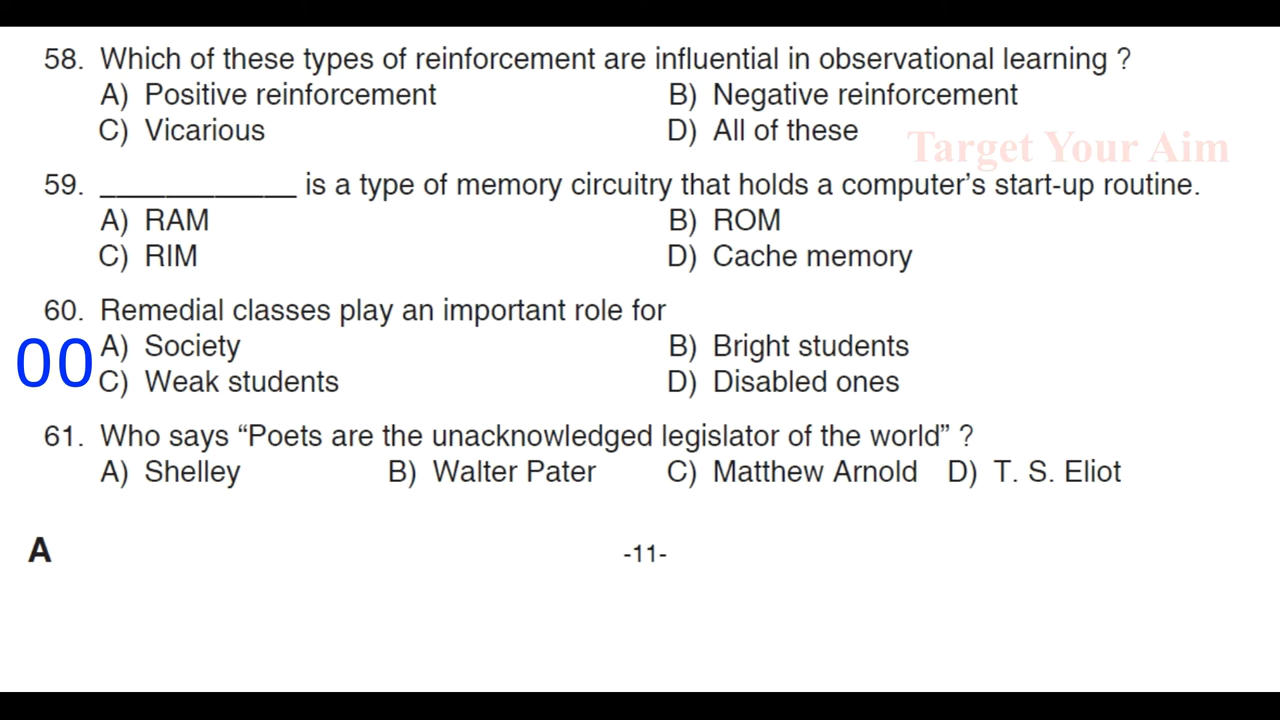 58. Which of these types of reinforcement are influential in observational learning ?
A) Positive reinforcement B) Negative reinforcement
C) Vicarious D) All of these
Target Your Aim
59. ____________ is a type of memory circuitry that holds a computer's start-up routine.
A) RAM B) ROM
C) RIM D) Cache memory
60. Remedial classes play an important role for
A) Society B) Bright students
00
C) Weak students D) Disabled ones
61. Who says “Poets are the unacknowledged legislator of the world” ?
A) Shelley B) Walter Pater C) Matthew Arnold D) T. S. Eliot
A -11-